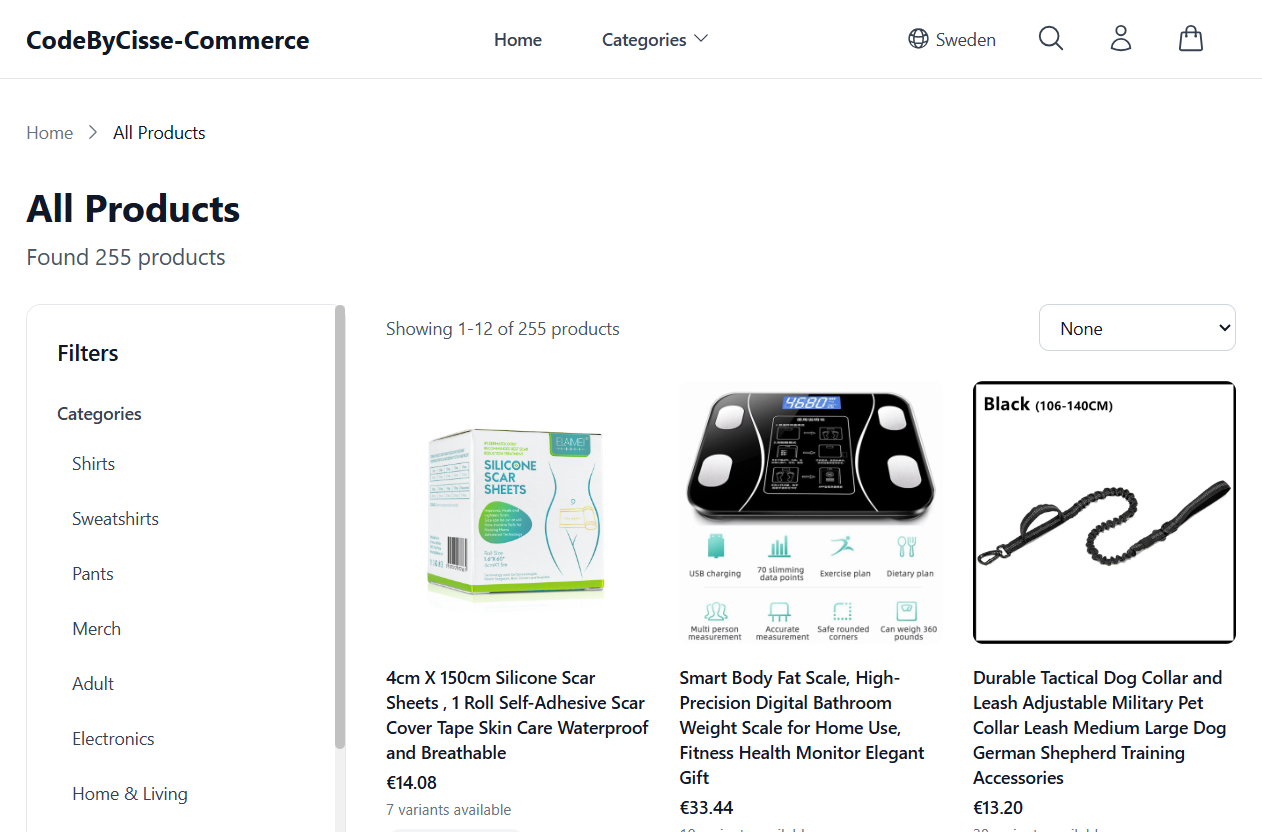 CodeByCisse-Commerce
Home
Categories
Sweden
Home
All Products
All Products
Found 255 products
Filters
Categories
Shirts
Sweatshirts
Pants
Merch
Adult
Electronics
Home & Living
Showing 1-12 of 255 products
None
BAMEI
SILICONE
SCAR
SHEETS
4cm X 150cm Silicone Scar
Sheets , 1 Roll Self-Adhesive Scar
Cover Tape Skin Care Waterproof
and Breathable
€14.08
7 variants available
4680
USB charging
70 slimming
data points
Exercise plan
Dietary plan
Multi person
measurement
Accurate
measurement
Safe rounded
corners
Can weigh 360
pounds
Smart Body Fat Scale, High-
Precision Digital Bathroom
Weight Scale for Home Use,
Fitness Health Monitor Elegant
Gift
€33.44
Black (106-140CM)
Durable Tactical Dog Collar and
Leash Adjustable Military Pet
Collar Leash Medium Large Dog
German Shepherd Training
Accessories
€13.20